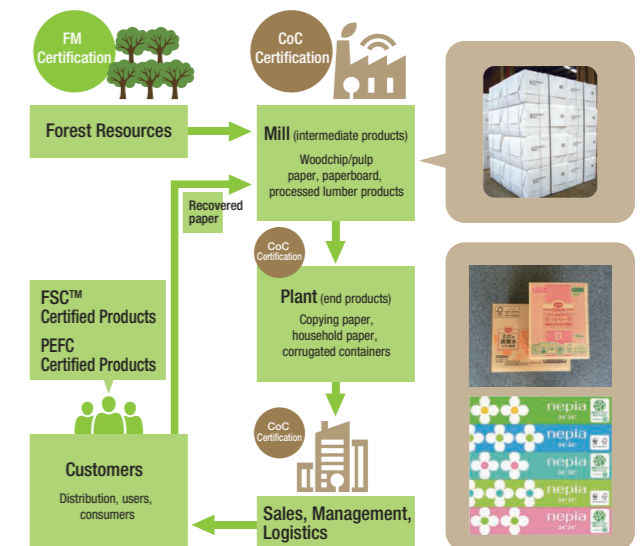 FM
Certification
CoC
Certification
Forest Resources
Mill (intermediate products)
Woodchip/pulp
paper, paperboard,
processed lumber products
Recovered
paper
CoC
Certification
FSC™
Certified Products
PEFC
Certified Products
Plant (end products)
Copying paper,
household paper,
corrugated containers
CoC
Certification
Customers
Distribution, users,
consumers
Sales, Management,
Logistics
nepia
nepia
nepia
nepia
nepia